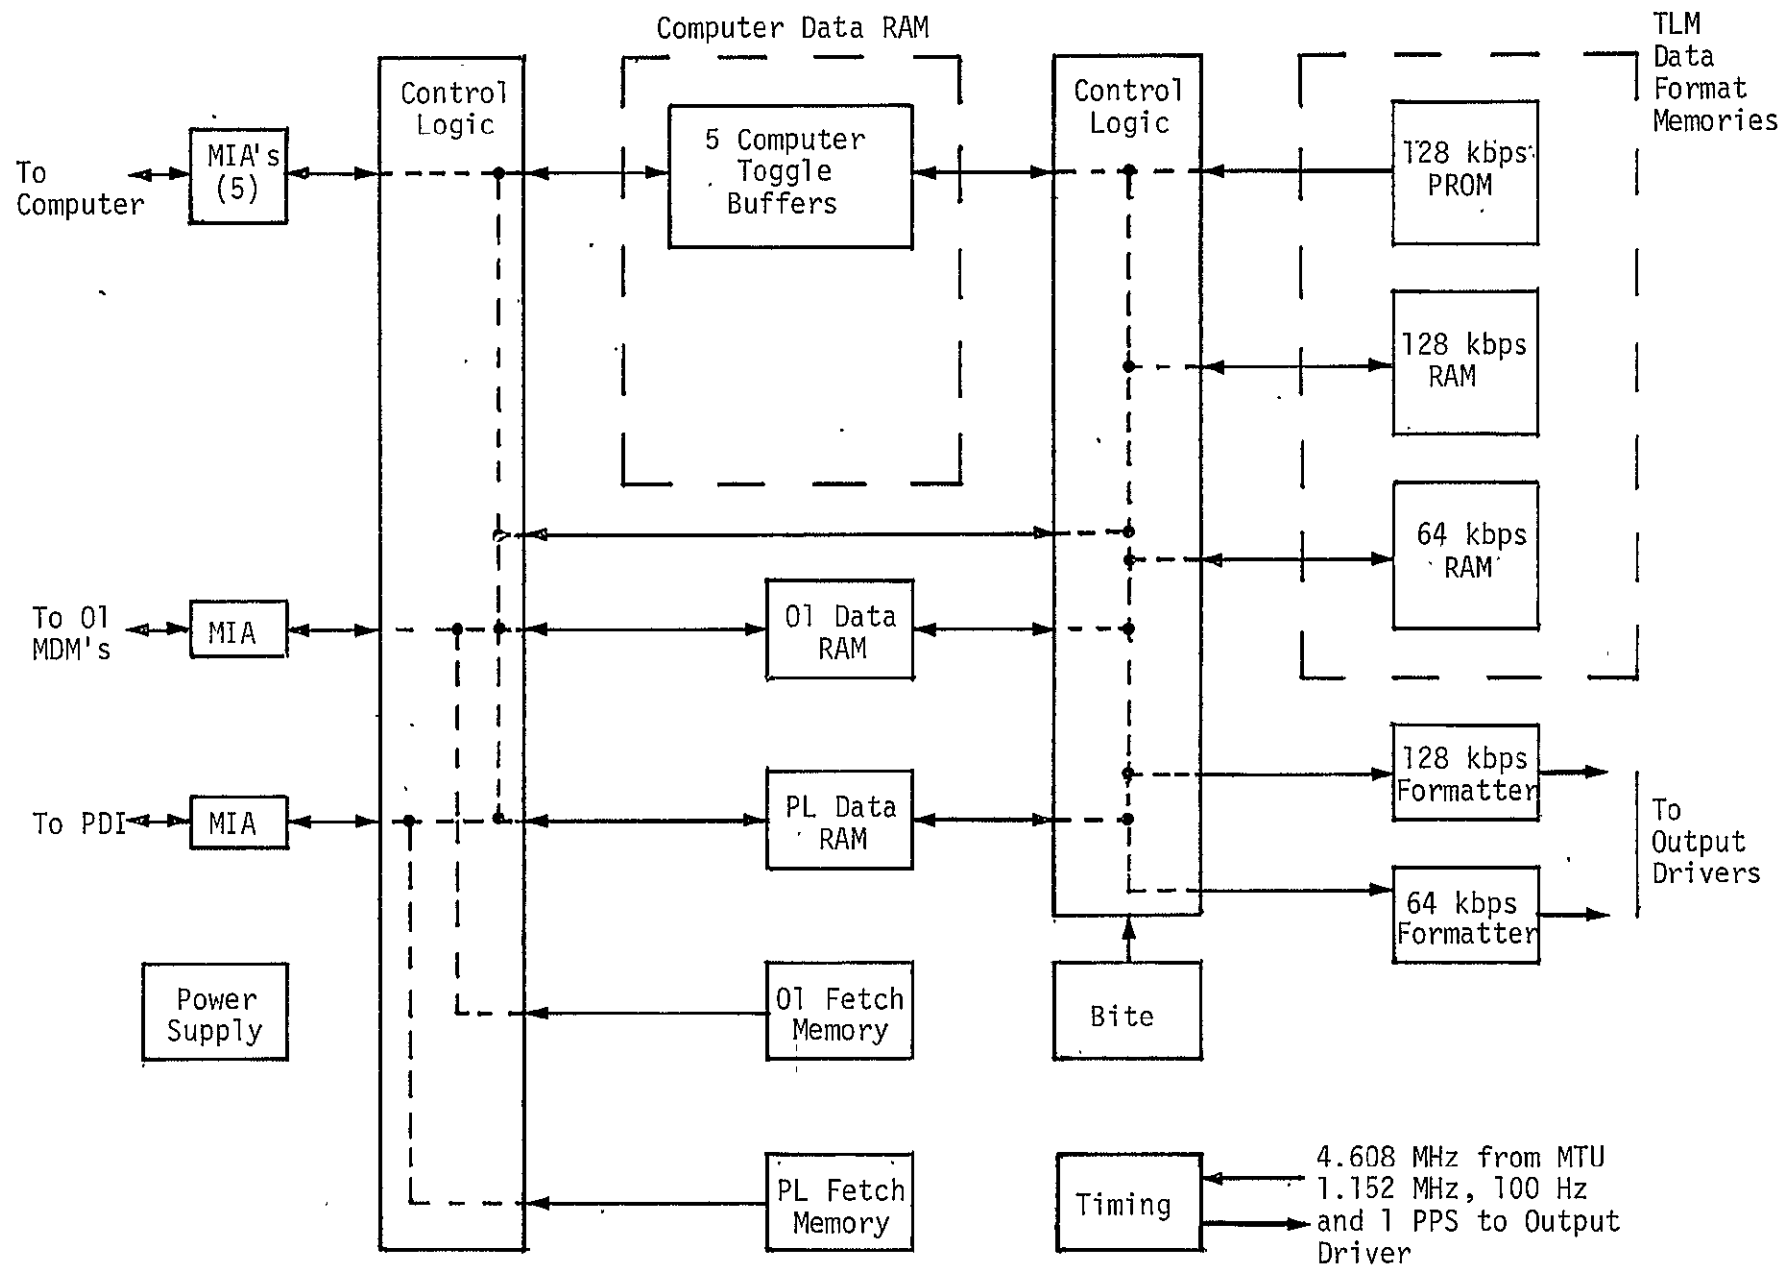 Computer Data RAM
TLM
Data
Format
Memories
Control
Logic
5 Computer
Toggle
Buffers
Control
Logic
128 kbps
PROM
To
Computer
MIA's
(5)
128 kbps
RAM
64 kbps
RAM
To O1
MDM's
MIA
O1 Data
RAM
To PDI
MIA
PL Data
RAM
128 kbps
Formatter
To
Output
Drivers
64 kbps
Formatter
Power
Supply
O1 Fetch
Memory
Bite
PL Fetch
Memory
Timing
4.608 MHz from MTU
1.152 MHz, 100 Hz
and 1 PPS to Output
Driver